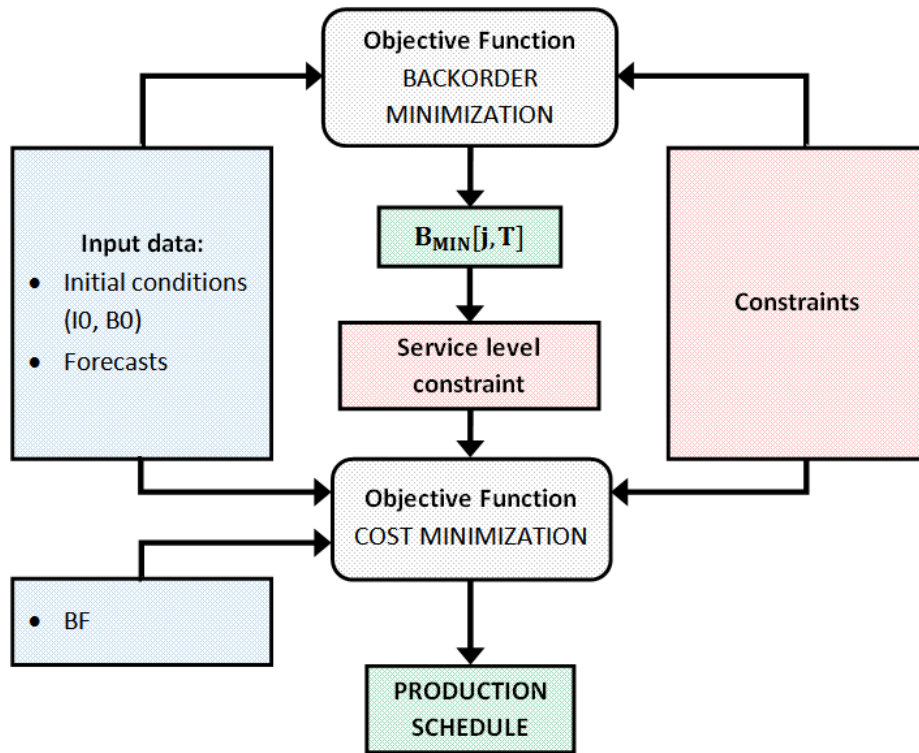 Objective Function
BACKORDER
MINIMIZATION
Input data:
• Initial conditions
(I0, B0)
• Forecasts
B_MIN[j, T]
Constraints
Service level
constraint
Objective Function
COST MINIMIZATION
• BF
PRODUCTION
SCHEDULE